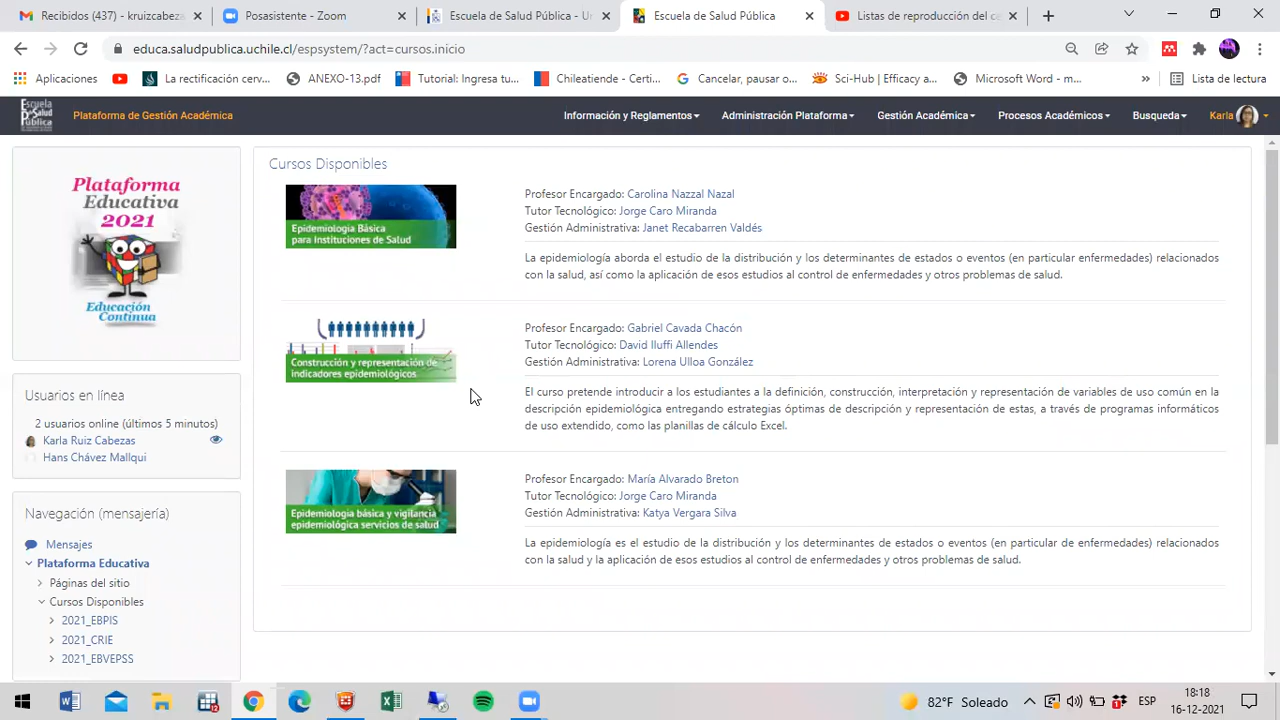 Recibidos (437) - kruizcabeza
Posasistente - Zoom
Escuela de Salud Pública - Un
Escuela de Salud Pública
Listas de reproducción del ce
educa.saludpublica.uchile.cl/espsystem/?act=cursos.inicio
Aplicaciones
La rectificación cerv...
ANEXO-13.pdf
Tutorial: Ingresa tu...
Chileatiende - Certi...
Cancelar, pausar o...
Sci-Hub | Efficacy a...
Microsoft Word - m...
Lista de lectura
Escuela de Salud Pública
Plataforma de Gestión Académica
Información y Reglamentos
Administración Plataforma
Gestión Académica
Procesos Académicos
Busqueda
Karla
Plataforma
Educativa
2021
Educación
Continua
Usuarios en línea
2 usuarios online (últimos 5 minutos)
Karla Ruiz Cabezas
Hans Chávez Mallqui
Navegación (mensajería)
Mensajes
Plataforma Educativa
Páginas del sitio
Cursos Disponibles
2021_EBPIS
2021_CRIE
2021_EBVEPSS
Cursos Disponibles
Epidemiología Básica
para Instituciones de Salud
Profesor Encargado: Carolina Nazzal Nazal
Tutor Tecnológico: Jorge Caro Miranda
Gestión Administrativa: Janet Recabarren Valdés
La epidemiología aborda el estudio de la distribución y los determinantes de estados o eventos (en particular enfermedades) relacionados
con la salud, así como la aplicación de esos estudios al control de enfermedades y otros problemas de salud.
Construcción y representación de
indicadores epidemiológicos
Profesor Encargado: Gabriel Cavada Chacón
Tutor Tecnológico: David Iluffi Allendes
Gestión Administrativa: Lorena Ulloa González
El curso pretende introducir a los estudiantes a la definición, construcción, interpretación y representación de variables de uso común en la
descripción epidemiológica entregando estrategias óptimas de descripción y representación de estas, a través de programas informáticos
de uso extendido, como las planillas de cálculo Excel.
Epidemiologia básica y vigilancia
epidemiológica servicios de salud
Profesor Encargado: María Alvarado Breton
Tutor Tecnológico: Jorge Caro Miranda
Gestión Administrativa: Katya Vergara Silva
La epidemiología es el estudio de la distribución y los determinantes de estados o eventos (en particular de enfermedades) relacionados
con la salud y la aplicación de esos estudios al control de enfermedades y otros problemas de salud.
82°F Soleado
ESP
18:18
16-12-2021